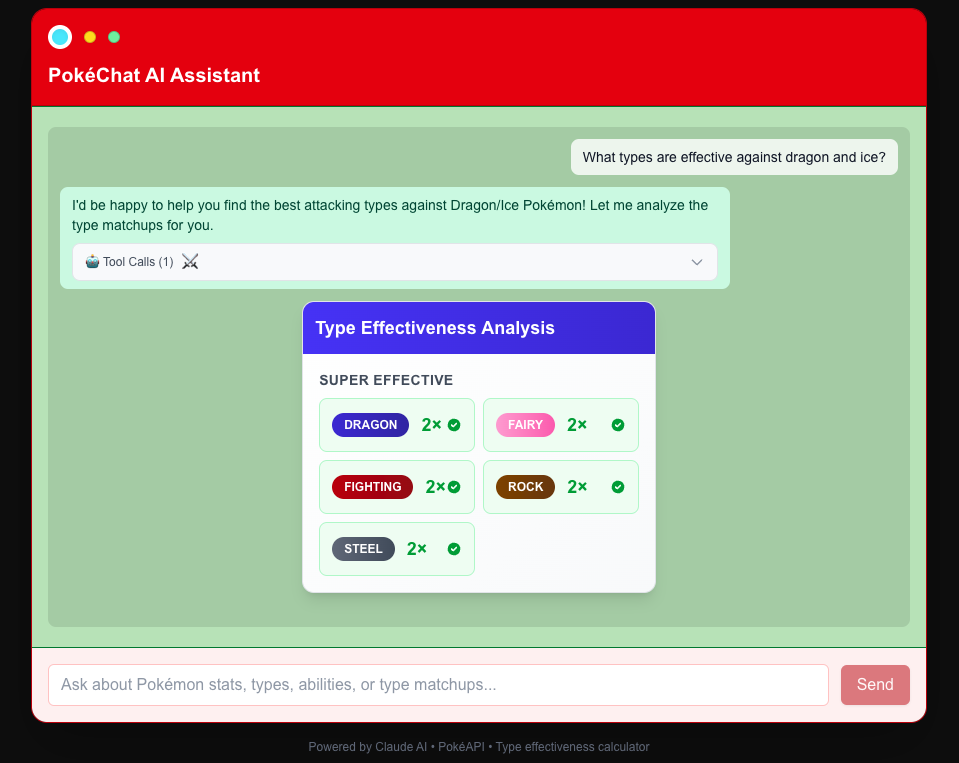 PokéChat AI Assistant
What types are effective against dragon and ice?
I'd be happy to help you find the best attacking types against Dragon/Ice Pokémon! Let me analyze the
type matchups for you.
🤖 Tool Calls (1) ⚔
Type Effectiveness Analysis
SUPER EFFECTIVE
DRAGON 2× FAIRY 2×
FIGHTING 2× ROCK 2×
STEEL 2×
Ask about Pokémon stats, types, abilities, or type matchups...
Send
Powered by Claude AI • PokéAPI • Type effectiveness calculator